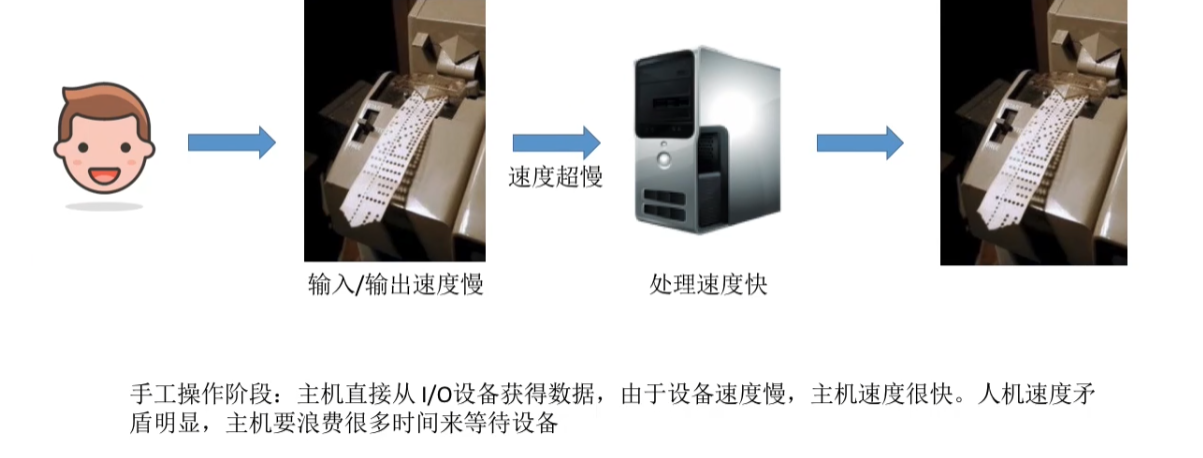 速度超慢
输入/输出速度慢
处理速度快
手工操作阶段：主机直接从 I/O设备获得数据，由于设备速度慢，主机速度很快。人机速度矛
盾明显，主机要浪费很多时间来等待设备